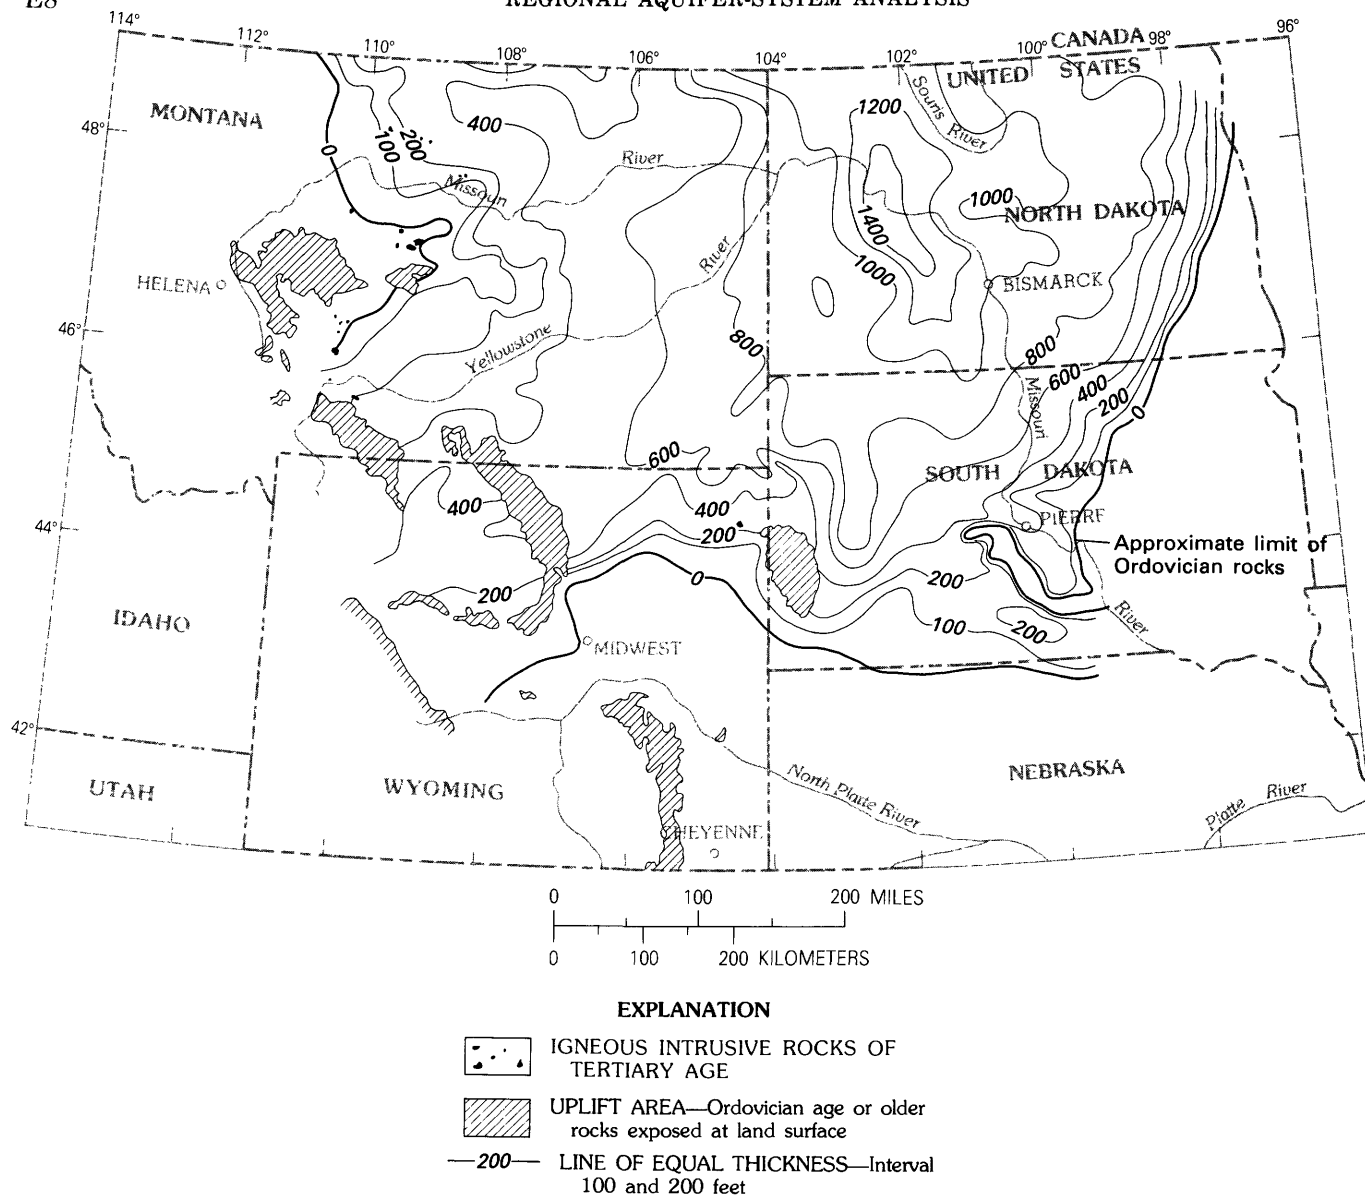 E8
REGIONAL AQUIFER-SYSTEM ANALYSIS
114°
112°
110°
108°
106°
104°
102°
100°
CANADA
98°
96°
UNITED STATES
MONTANA
48°
0
100
200
400
River
Missouri
1200
Souris River
1000
NORTH DAKOTA
1400
1000
River
HELENA
BISMARCK
46°
Yellowstone
800
800
600
400
200
0
Missouri
600
SOUTH DAKOTA
400
400
200
PIERRE
44°
Approximate limit of
Ordovician rocks
0
200
200
River
100
200
IDAHO
MIDWEST
42°
UTAH
WYOMING
North Platte River
NEBRASKA
Platte River
CHEYENNE
0 100 200 MILES
0 100 200 KILOMETERS
EXPLANATION
IGNEOUS INTRUSIVE ROCKS OF
TERTIARY AGE
UPLIFT AREA—Ordovician age or older
rocks exposed at land surface
—200— LINE OF EQUAL THICKNESS—Interval
100 and 200 feet